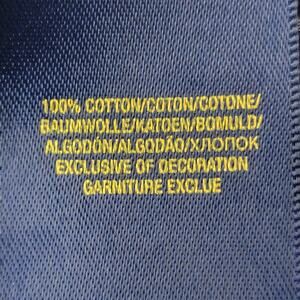 100% COTTON/COTON/COTONE/
BAUMWOLLE/KATOEN/BOMULD/
ALGODÓN/ALGODÃO/ХЛОПОК
EXCLUSIVE OF DECORATION
GARNITURE EXCLUE